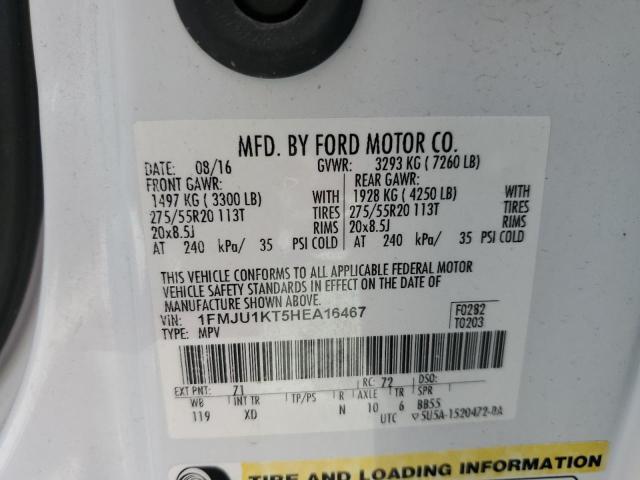 MFD. BY FORD MOTOR CO.
DATE: 08/16 GVWR: 3293 KG ( 7260 LB)
FRONT GAWR: REAR GAWR:
1497 KG ( 3300 LB) WITH 1928 KG ( 4250 LB) WITH
275/55R20 113T TIRES 275/55R20 113T TIRES
20x8.5J RIMS 20x8.5J RIMS
AT 240 kPa/ 35 PSI COLD AT 240 kPa/ 35 PSI COLD
THIS VEHICLE CONFORMS TO ALL APPLICABLE FEDERAL MOTOR
VEHICLE SAFETY STANDARDS IN EFFECT ON THE DATE OF
MANUFACTURE SHOWN ABOVE.
VIN: 1FMJU1KT5HEA16467 F0282
TYPE: MPV T0203
EXT PNT: 71 RC: 72 DSO:
WB INT TR TP/PS R AXLE TR SPR
119 XD N 10 6 BB55
UTC 5U5A-1520472-DA
TIRE AND LOADING INFORMATION